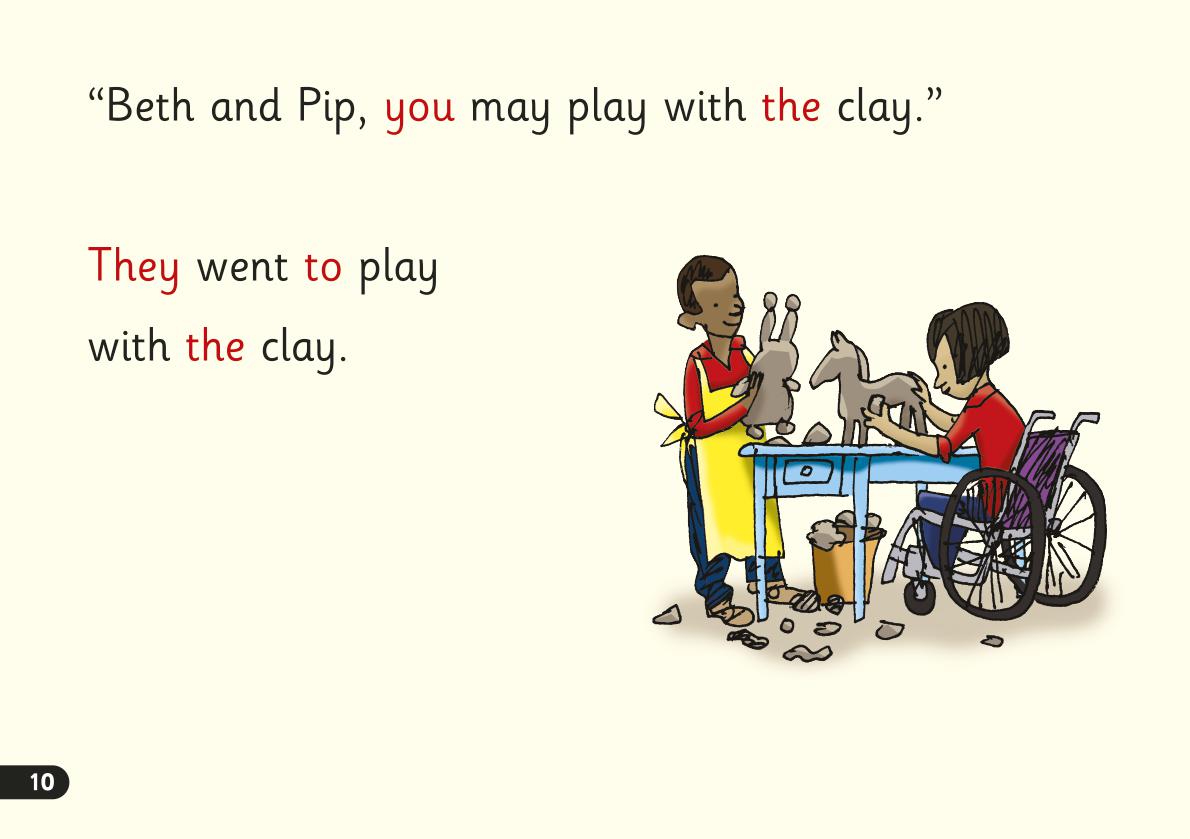 “Beth and Pip, you may play with the clay.”
They went to play
with the clay.
10